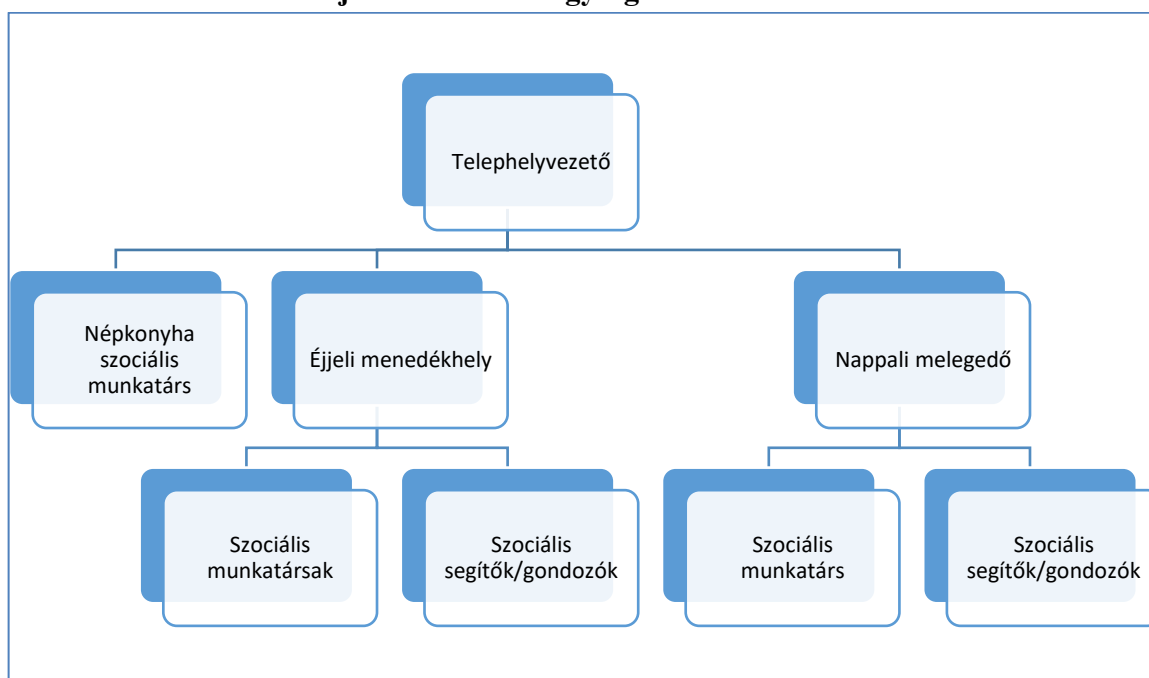 Telephelyvezető
Népkonyha
szociális
munkatárs
Éjjeli menedékhely
Nappali melegedő
Szociális
munkatársak
Szociális
segítők/gondozók
Szociális
munkatárs
Szociális
segítők/gondozók